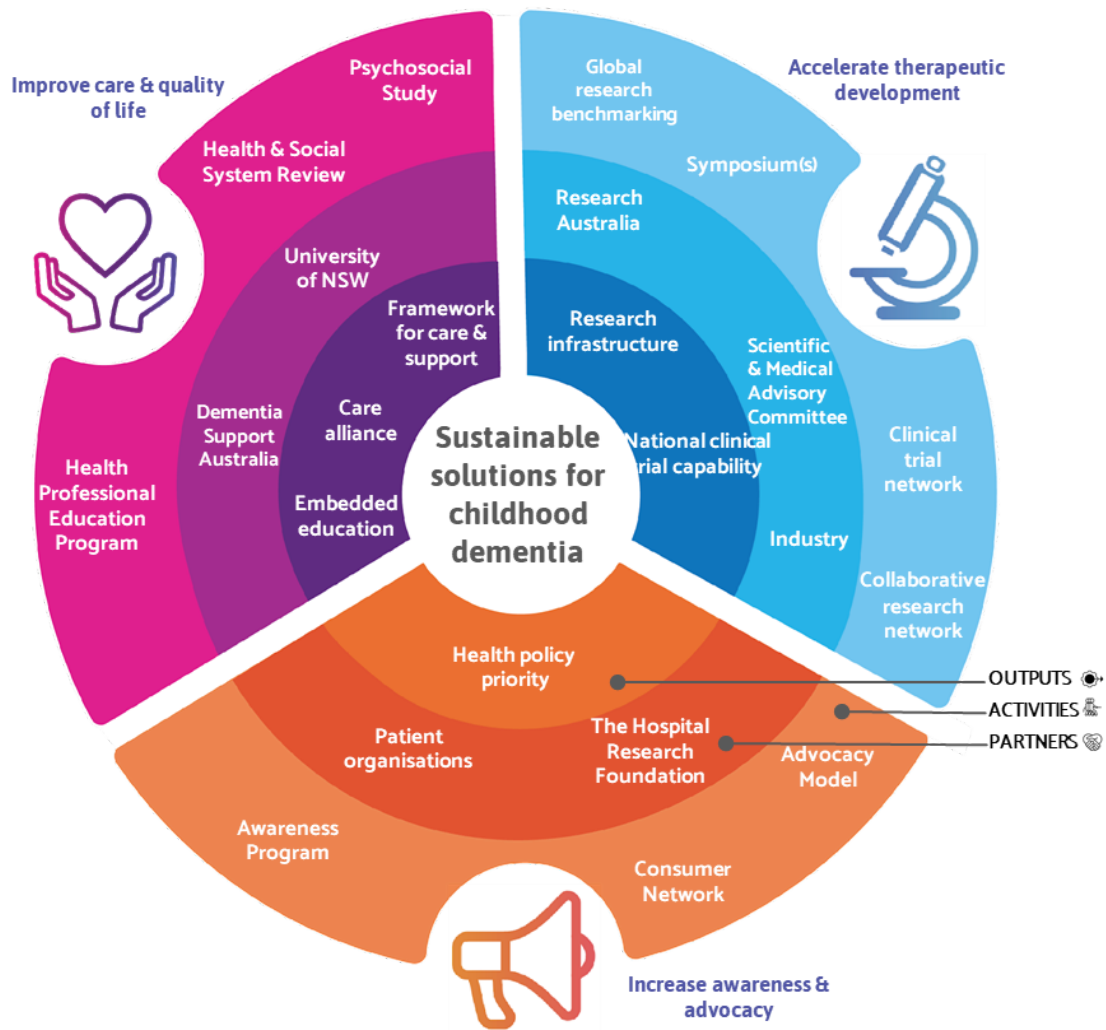 Improve care & quality
of life
Psychosocial
Study
Health & Social
System Review
University
of NSW
Framework
for care &
support
Dementia
Support
Australia
Care
alliance
Embedded
education
Health
Professional
Education
Program
Accelerate therapeutic
development
Global
research
benchmarking
Symposium(s)
Research
Australia
Research
infrastructure
Scientific
& Medical
Advisory
Committee
National clinical
trial capability
Clinical
trial
network
Industry
Collaborative
research
network
Sustainable
solutions for
childhood
dementia
Health policy
priority
Patient
organisations
The Hospital
Research
Foundation
Advocacy
Model
Awareness
Program
Consumer
Network
OUTPUTS
ACTIVITIES
PARTNERS
Increase awareness &
advocacy